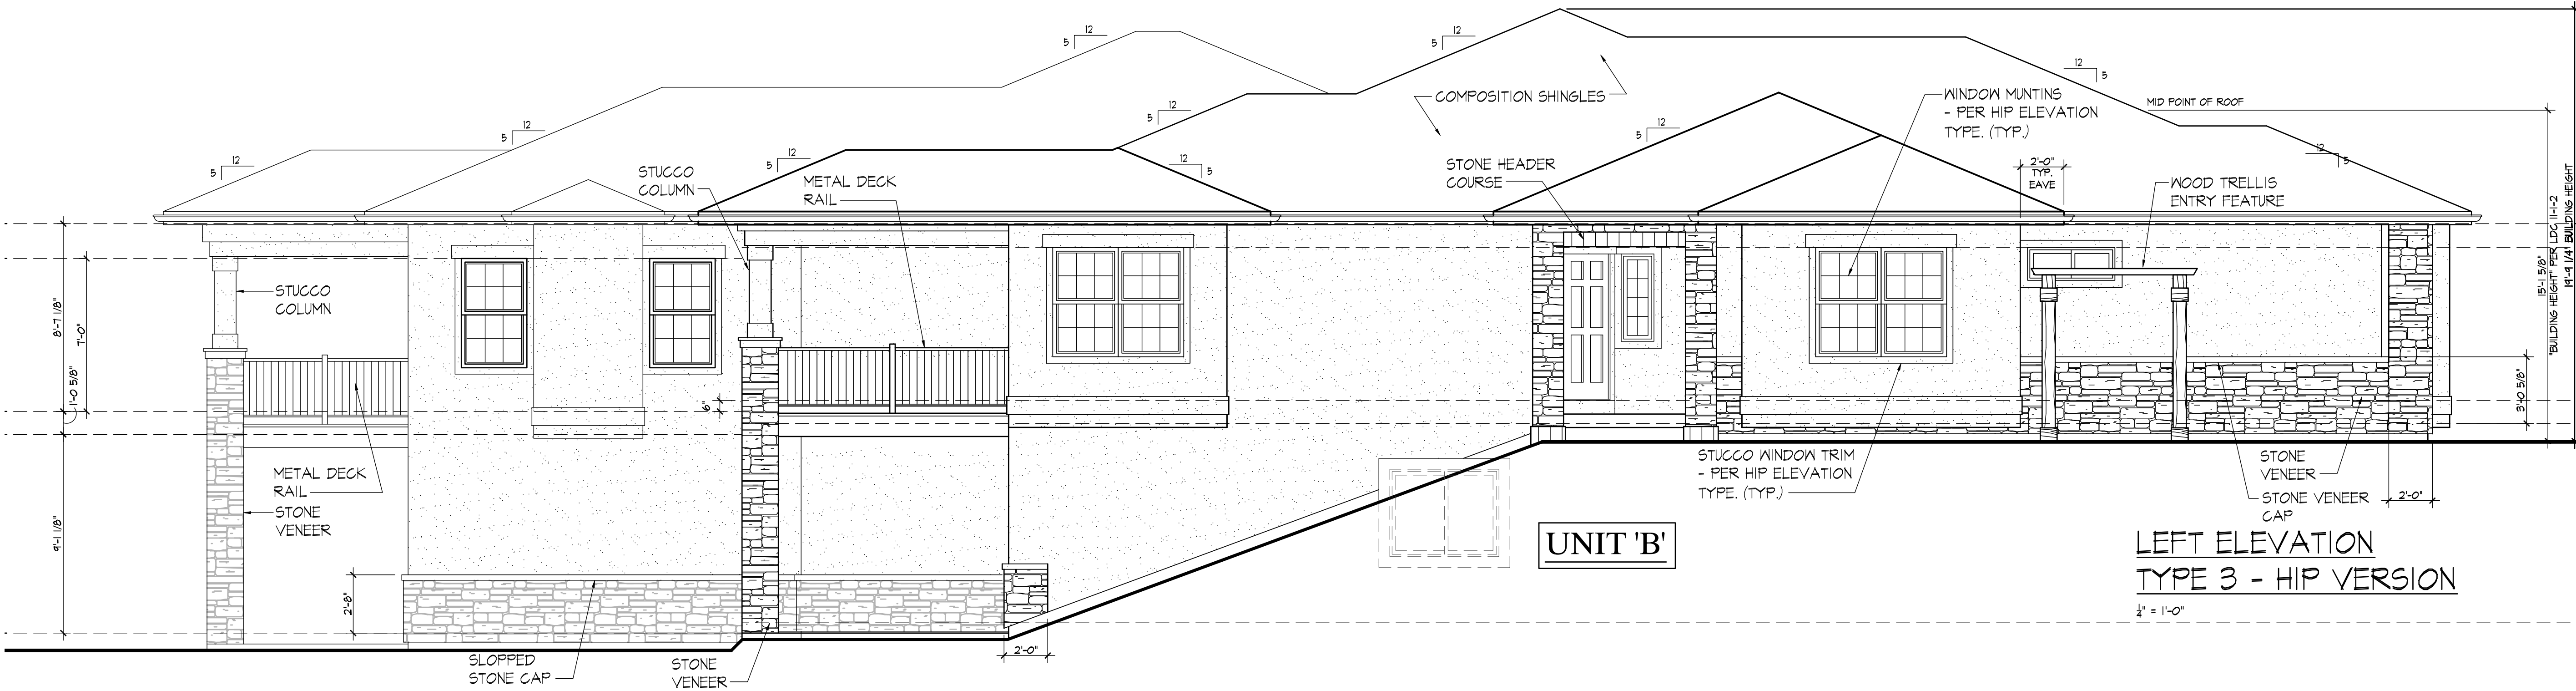 12
5
12
5
12
5
12
5
12
5
12
5
12
5
12
5
12
5
12
5
COMPOSITION SHINGLES
WINDOW MUNTINS
- PER HIP ELEVATION
TYPE. (TYP.)
MID POINT OF ROOF
STUCCO
COLUMN
METAL DECK
RAIL
STONE HEADER
COURSE
2'-0"
TYP.
EAVE
WOOD TRELLIS
ENTRY FEATURE
15'-1 5/8"
"BUILDING HEIGHT" PER LDC 11-1-2
19'-9 1/4" BUILDING HEIGHT
8'-7 1/8"
7'-0"
1'-0 5/8"
9'-1 1/8"
STUCCO
COLUMN
6"
3'-0 5/8"
METAL DECK
RAIL
STONE
VENEER
STUCCO WINDOW TRIM
- PER HIP ELEVATION
TYPE. (TYP.)
STONE
VENEER
STONE VENEER
CAP
2'-0"
2'-8"
UNIT 'B'
LEFT ELEVATION
TYPE 3 - HIP VERSION
1/4" = 1'-0"
SLOPPED
STONE CAP
STONE
VENEER
2'-0"